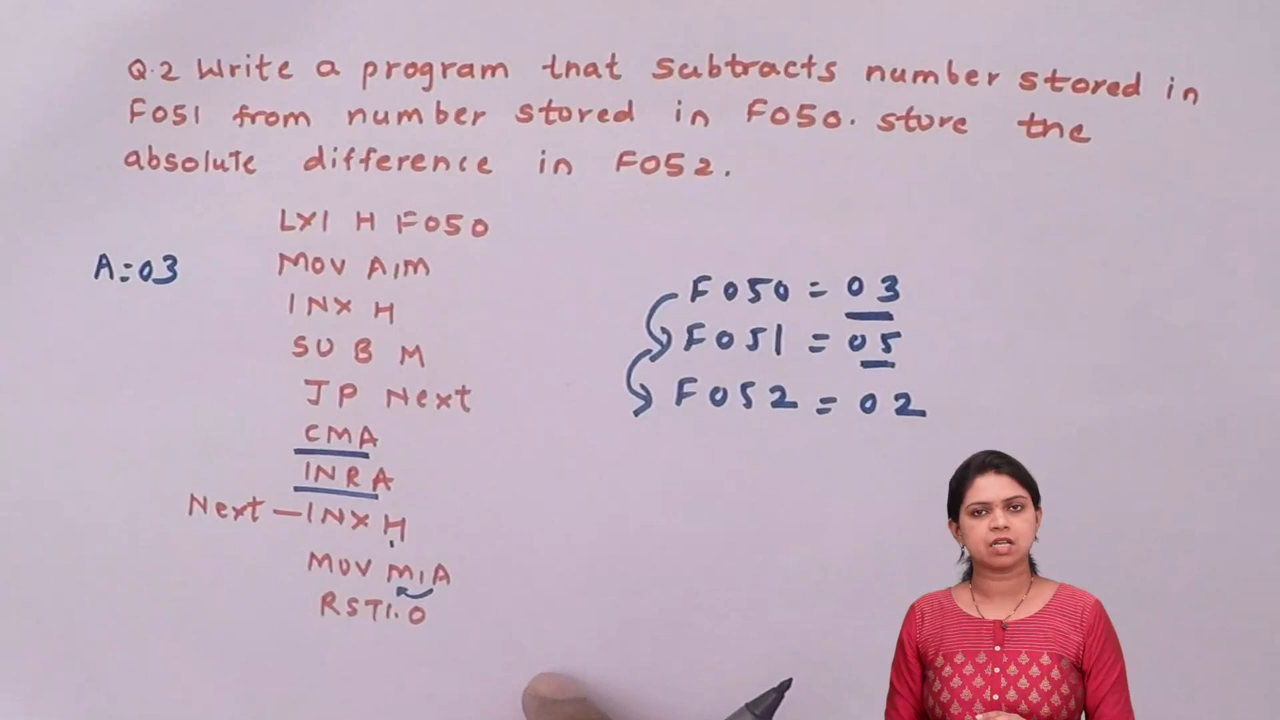 Q.2 Write a program that subtracts number stored in
F051 from number stored in F050. store the
absolute difference in F052.
LXI H F050
A=03
MOV A,M
INX H
SUB M
JP Next
CMA
INR A
Next — INX H
MOV M,A
RST1.0
F050 = 03
F051 = 05
F052 = 02